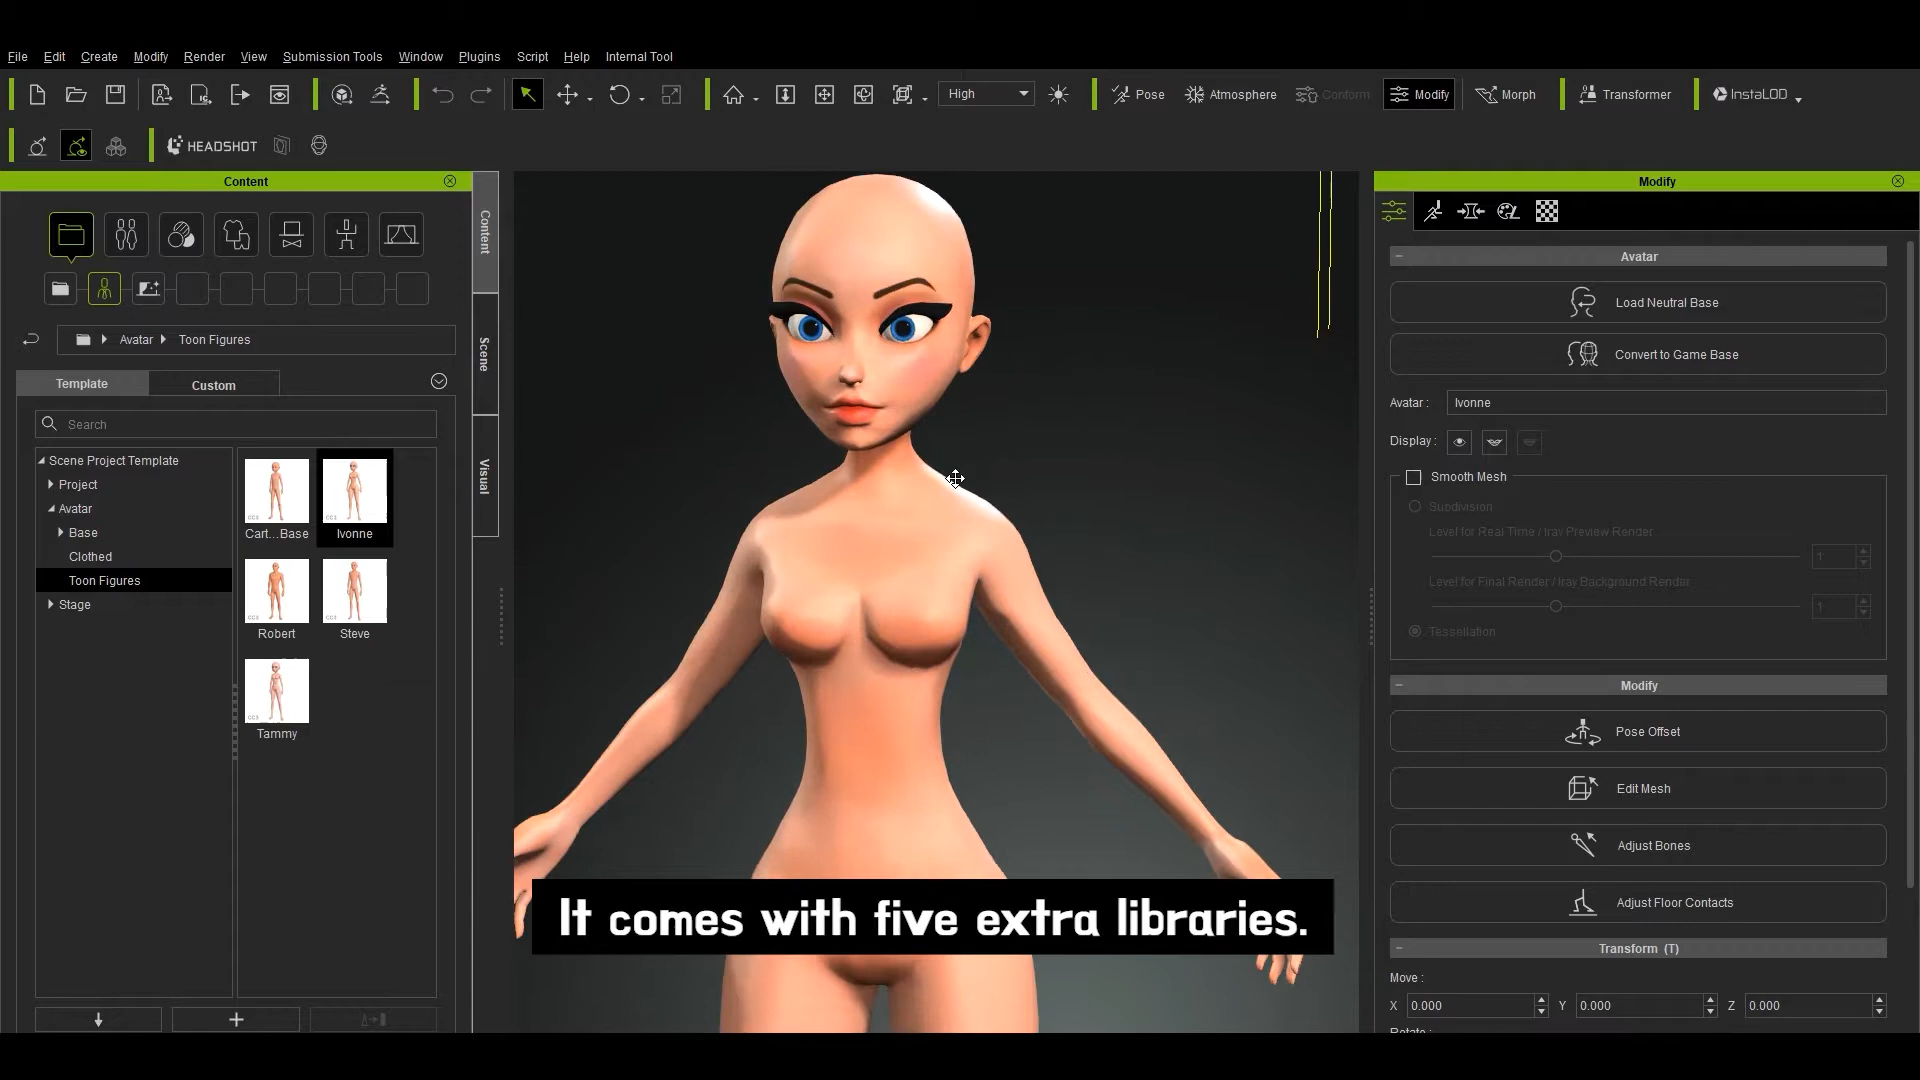 File Edit Create Modify Render View Submission Tools Window Plugins Script Help Internal Tool
High Pose Atmosphere Conform Modify Morph Transformer InstaLOD
HEADSHOT
Content
Avatar Toon Figures
Template Custom
Search
Scene Project Template
Project
Avatar
Base
Clothed
Toon Figures
Stage
Cart...Base Ivonne
Robert Steve
Tammy
Content
Scene
Visual
It comes with five extra libraries.
Modify
Avatar
Load Neutral Base
Convert to Game Base
Avatar : Ivonne
Display :
Smooth Mesh
Subdivision
Level for Real Time / Iray Preview Render
1
Level for Final Render / Iray Background Render
1
Tessellation
Modify
Pose Offset
Edit Mesh
Adjust Bones
Adjust Floor Contacts
Transform (T)
Move :
X 0.000 Y 0.000 Z 0.000